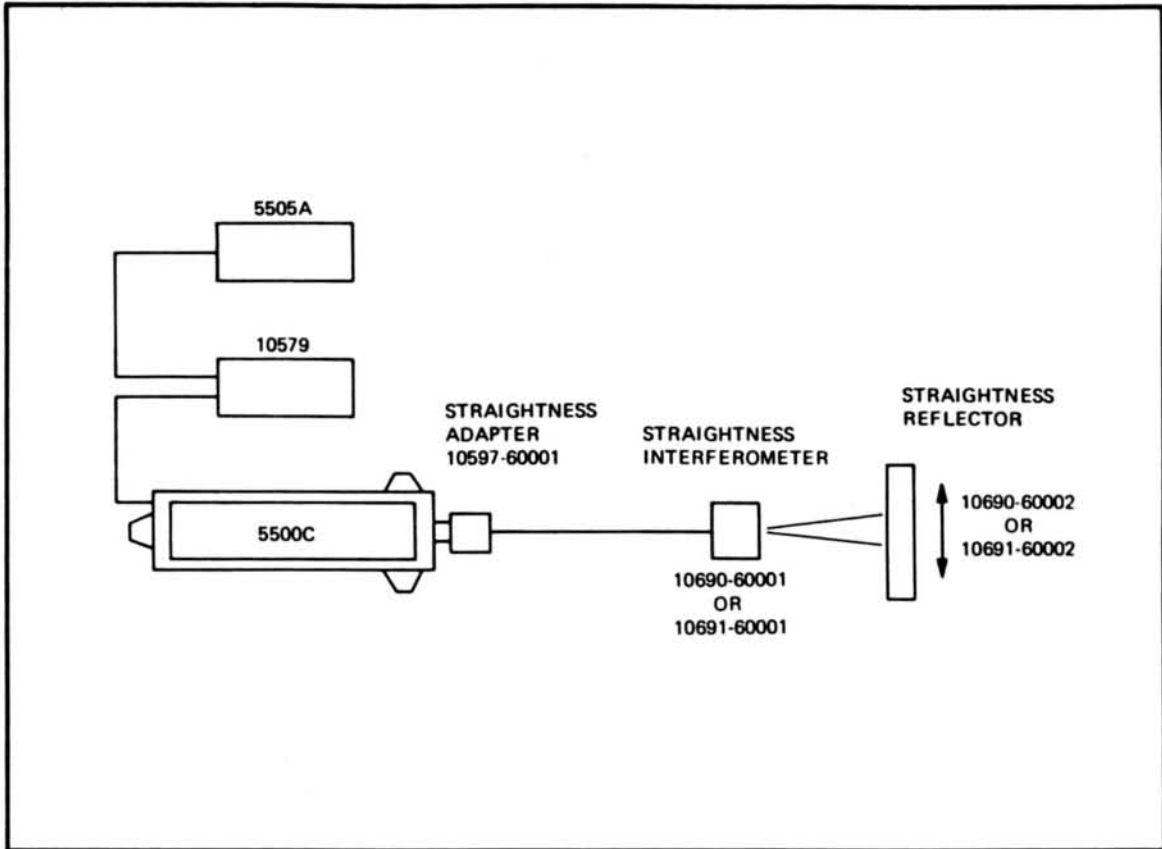 5505A
10579
STRAIGHTNESS
ADAPTER
10597-60001
STRAIGHTNESS
INTERFEROMETER
STRAIGHTNESS
REFLECTOR
5500C
10690-60001
OR
10691-60001
10690-60002
OR
10691-60002